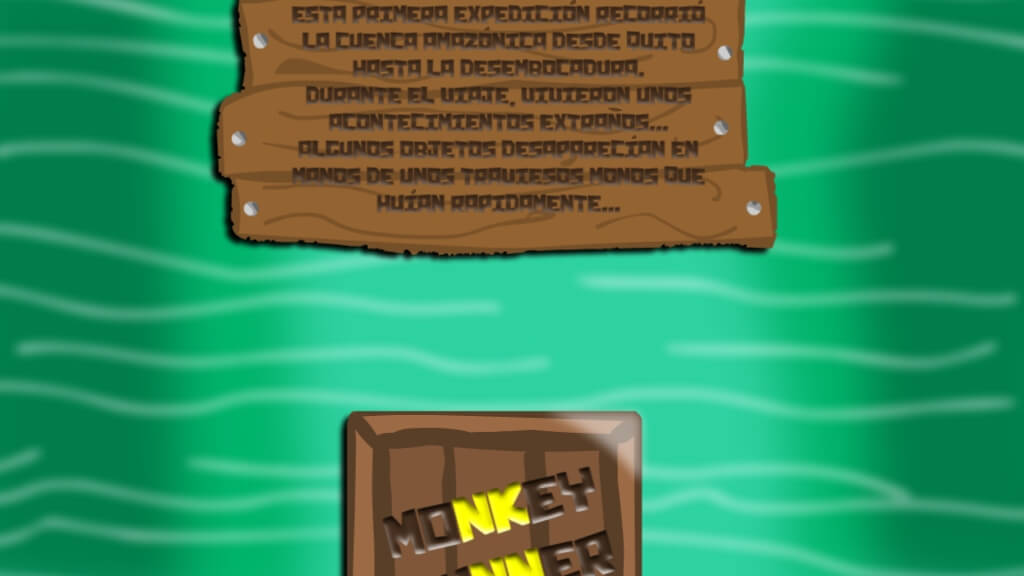 ESTA PRIMERA EXPEDICIÓN RECORRIÓ
LA CUENCA AMAZÓNICA DESDE QUITO
HASTA LA DESEMBOCADURA.
DURANTE EL VIAJE, VIVIERON UNOS
ACONTECIMIENTOS EXTRAÑOS...
ALGUNOS OBJETOS DESAPARECÍAN EN
MANOS DE UNOS TRAVIESOS MONOS QUE
HUÍAN RAPIDAMENTE...
MONKEY